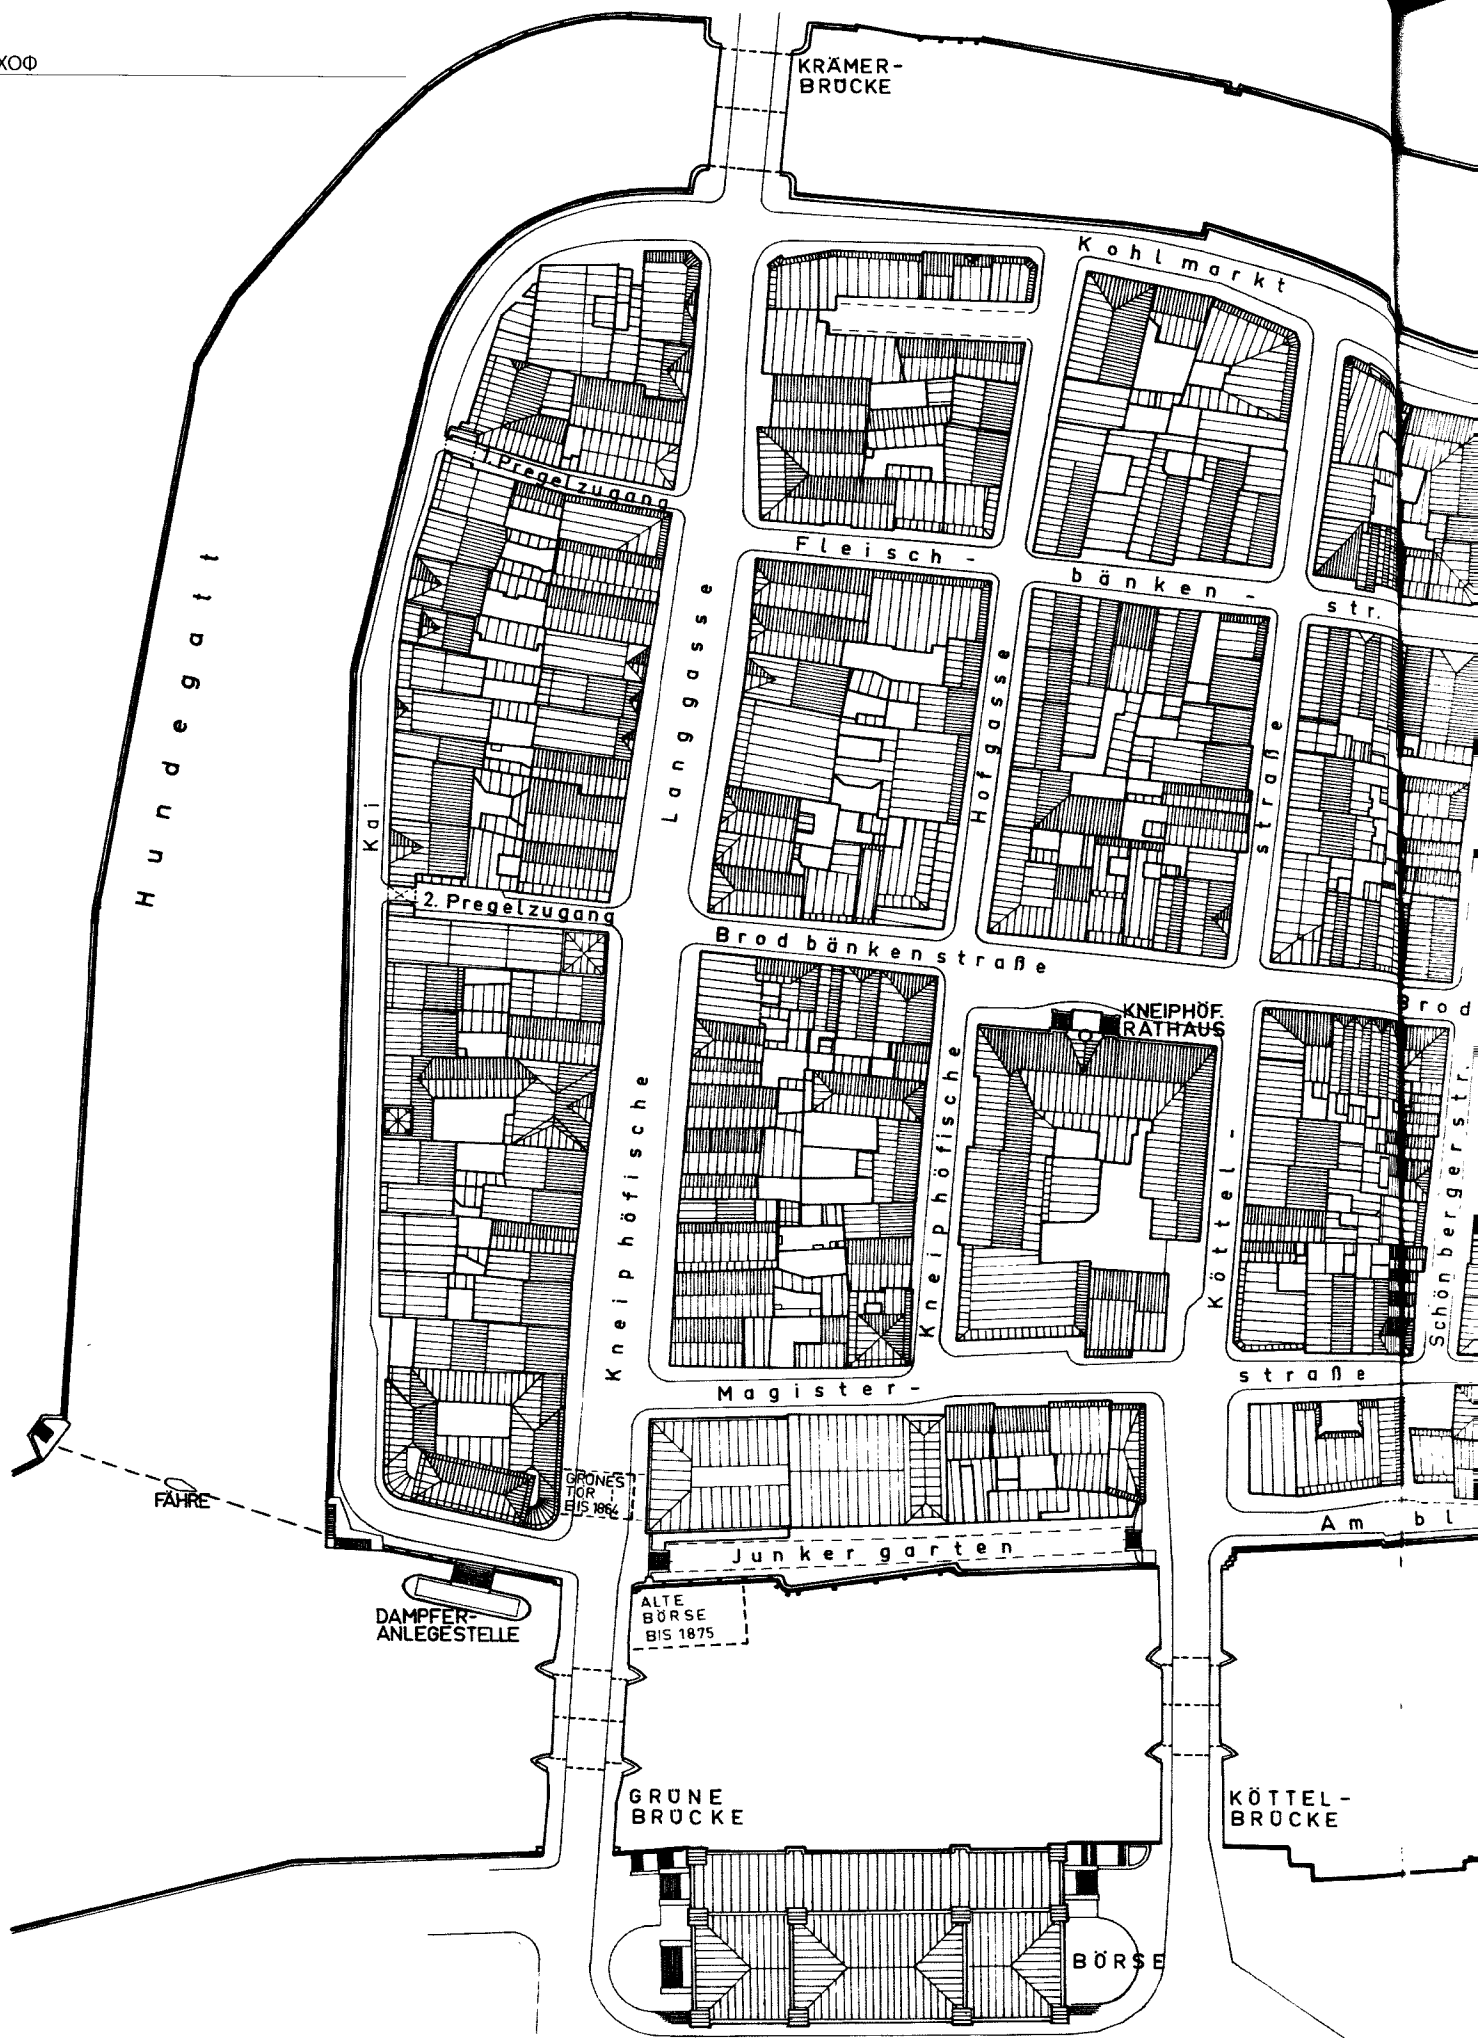 ХОФ
KRÄMER-
BRÜCKE
Kohlmarkt
1.Pregelzugang
Fleisch-
bänken-
str.
Hundegatt
Langgasse
Hofgasse
straße
Kai
2. Pregelzugang
Brodbänkenstraße
KNEIPHÖF.
RATHAUS
Brod
Kneiphöfische
Kneiphöfische
Köttel-
Schönbergerstr.
Magister-
straße
GRÜNES
TOR
BIS 1864
FÄHRE
Junkergarten
Am bl
DAMPFER-
ANLEGESTELLE
ALTE
BÖRSE
BIS 1875
GRÜNE
BRÜCKE
KÖTTEL-
BRÜCKE
BÖRSE